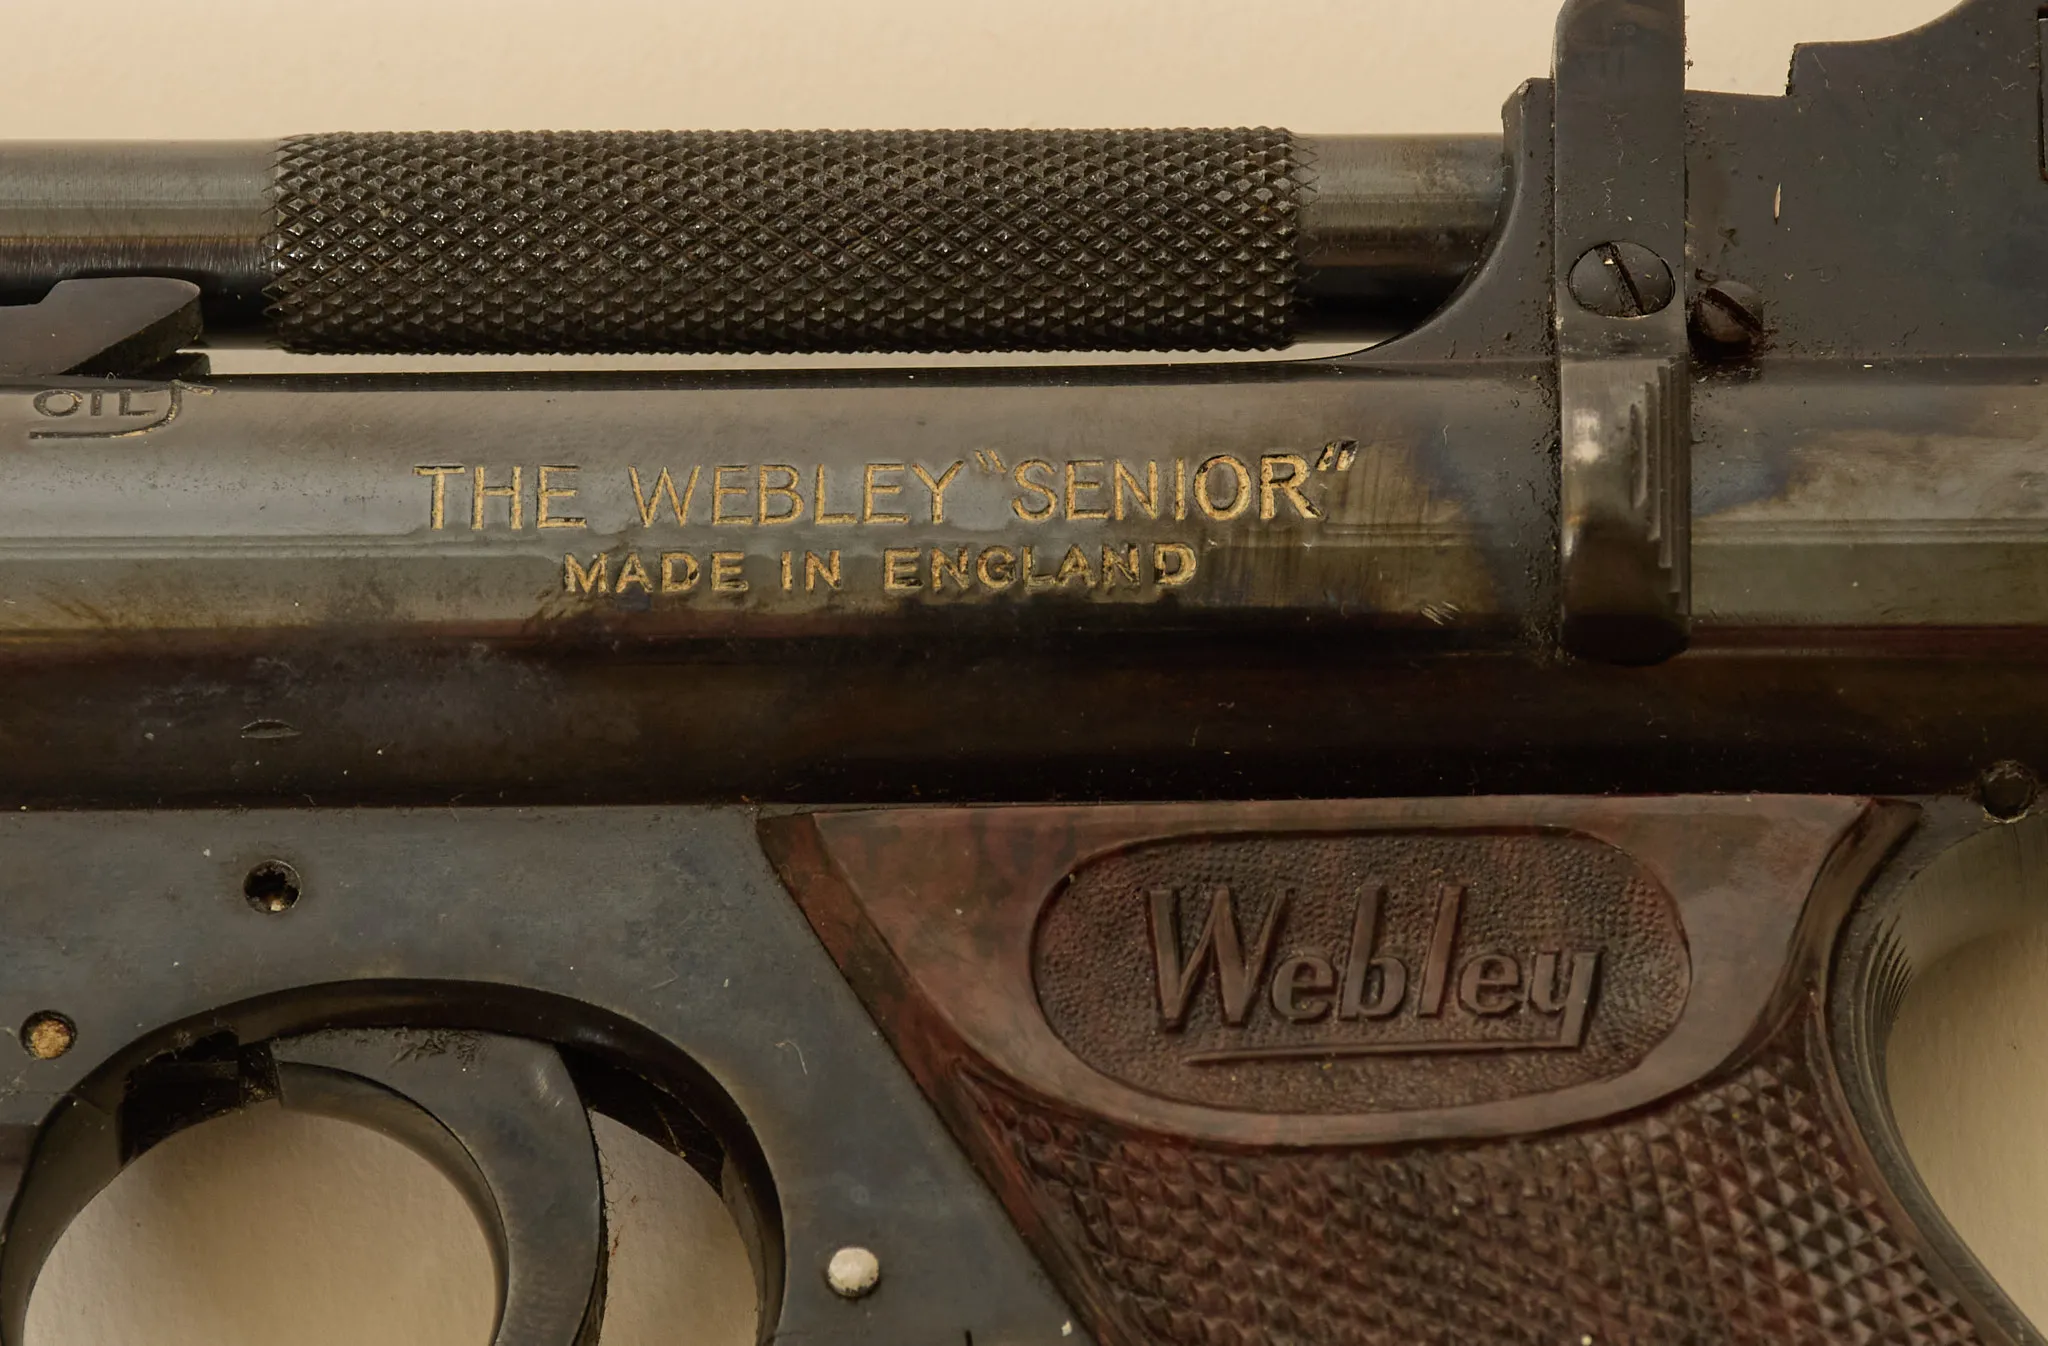 OIL
THE WEBLEY "SENIOR"
MADE IN ENGLAND
Webley